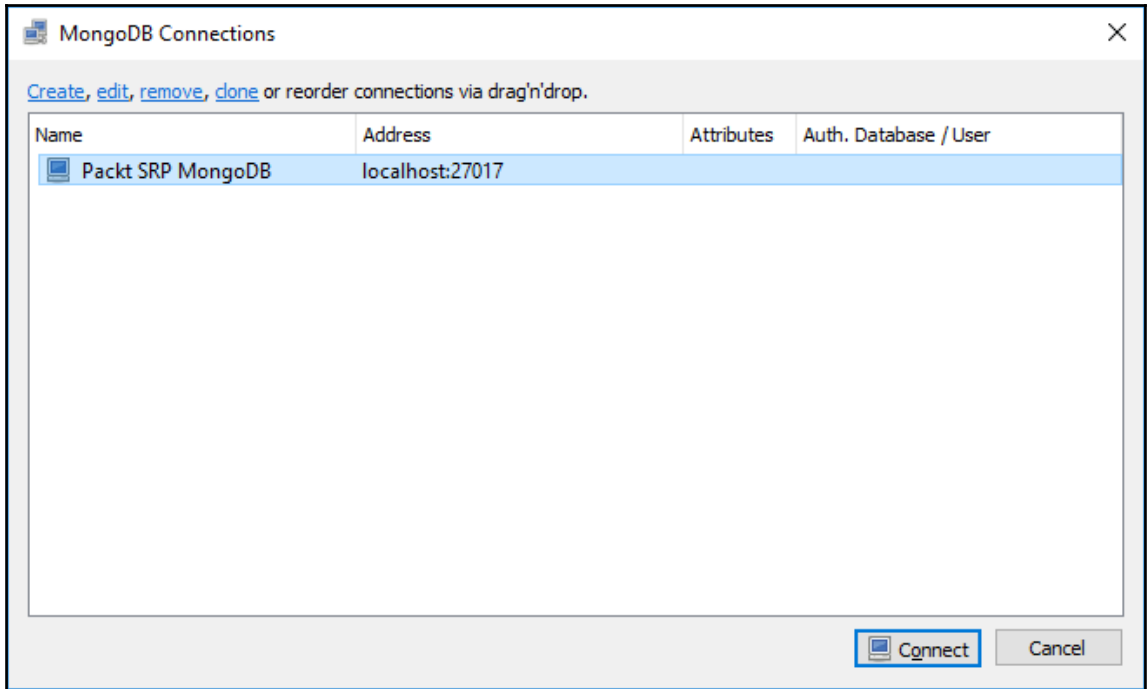 MongoDB Connections
Create, edit, remove, clone or reorder connections via drag'n'drop.
Name Address Attributes Auth. Database / User
Packt SRP MongoDB localhost:27017
Connect Cancel